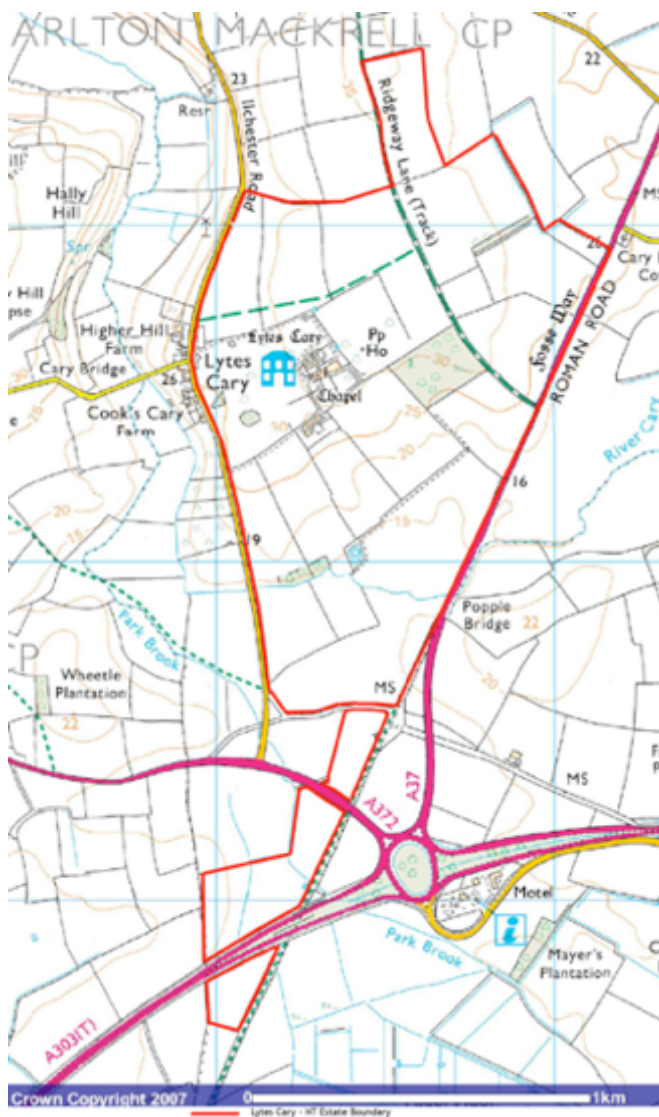 ARLTON MACKRELL CP
23
22
Resr
Ilchester Road
35
Ridgeway Lane (Track)
Hally
Hill
Spr
MS
26
Cary
Co
Hill
pse
Higher Hill
Farm
Cary Bridge
26
Lytes Cary
Lytes
Cary
Pp
Ho
Chapel
30
30
25
Fosse Way
ROMAN ROAD
Cook's Cary
Farm
25
20
River Cary
16
15
20
15
19
Popple
Bridge
22
20
Park Brook
CP
Wheetle
Plantation
22
MS
A37
A372
MS
Motel
Park Brook
Mayer's
Plantation
A303(T)
Crown Copyright 2007
0
1km
Lytes Cary - NT Estate Boundary